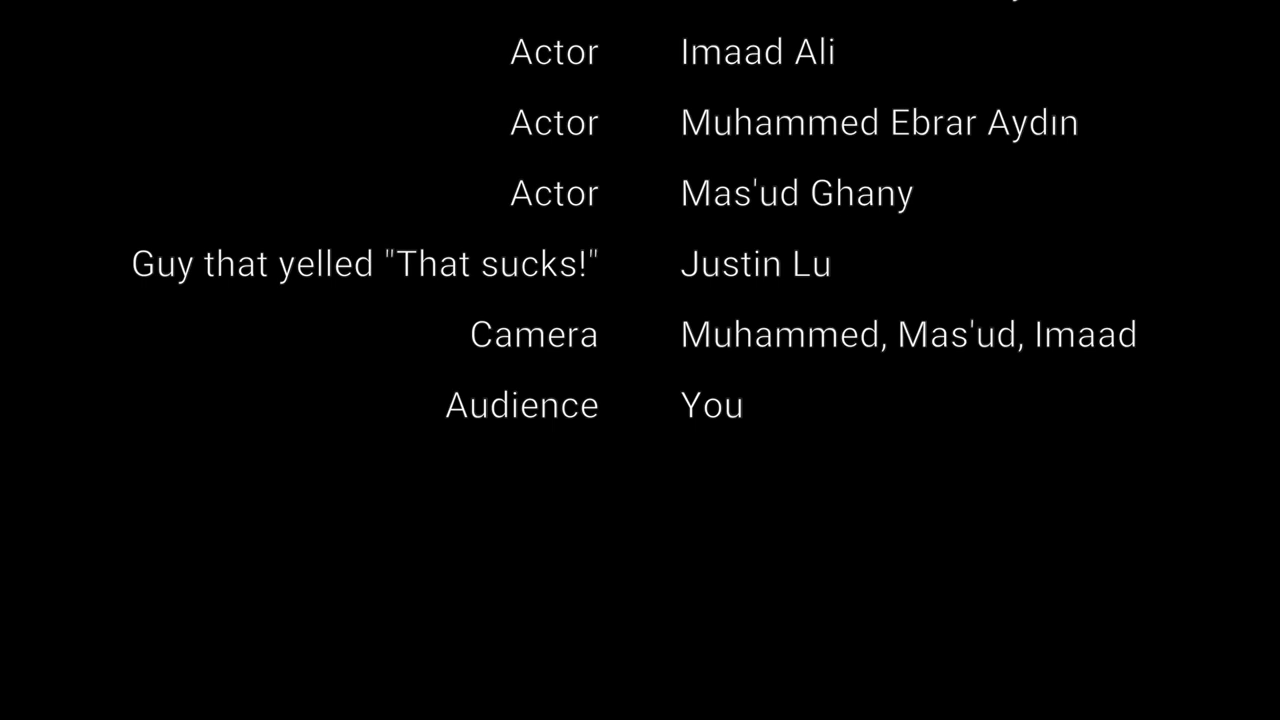 Actor Imaad Ali
Actor Muhammed Ebrar Aydın
Actor Mas'ud Ghany
Guy that yelled "That sucks!" Justin Lu
Camera Muhammed, Mas'ud, Imaad
Audience You